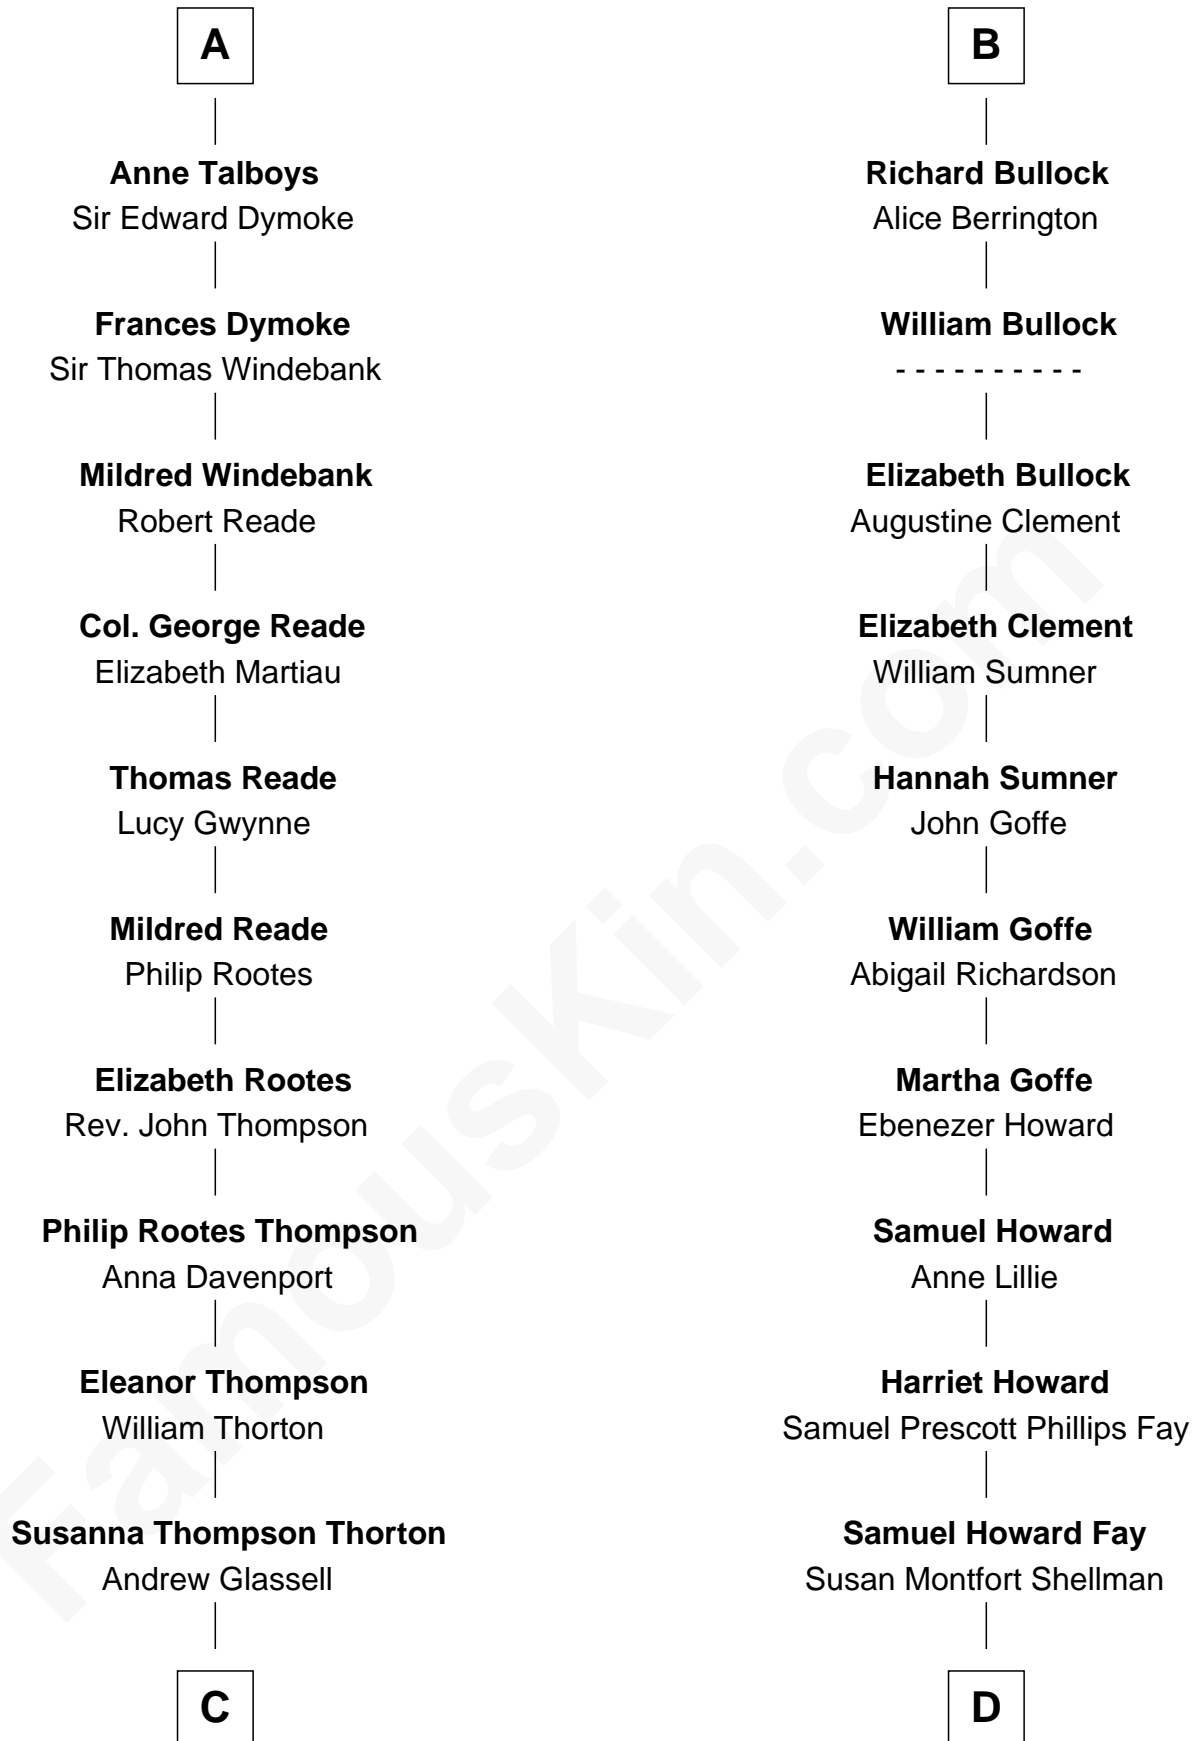 A
Anne Talboys
Sir Edward Dymoke
Frances Dymoke
Sir Thomas Windebank
Mildred Windebank
Robert Reade
Col. George Reade
Elizabeth Martiau
Thomas Reade
Lucy Gwynne
Mildred Reade
Philip Rootes
Elizabeth Rootes
Rev. John Thompson
Philip Rootes Thompson
Anna Davenport
Eleanor Thompson
William Thorton
Susanna Thompson Thorton
Andrew Glassell
C
B
Richard Bullock
Alice Berrington
William Bullock
- - - - - - - - - -
Elizabeth Bullock
Augustine Clement
Elizabeth Clement
William Sumner
Hannah Sumner
John Goffe
William Goffe
Abigail Richardson
Martha Goffe
Ebenezer Howard
Samuel Howard
Anne Lillie
Harriet Howard
Samuel Prescott Phillips Fay
Samuel Howard Fay
Susan Montfort Shellman
D
FamousKin.com